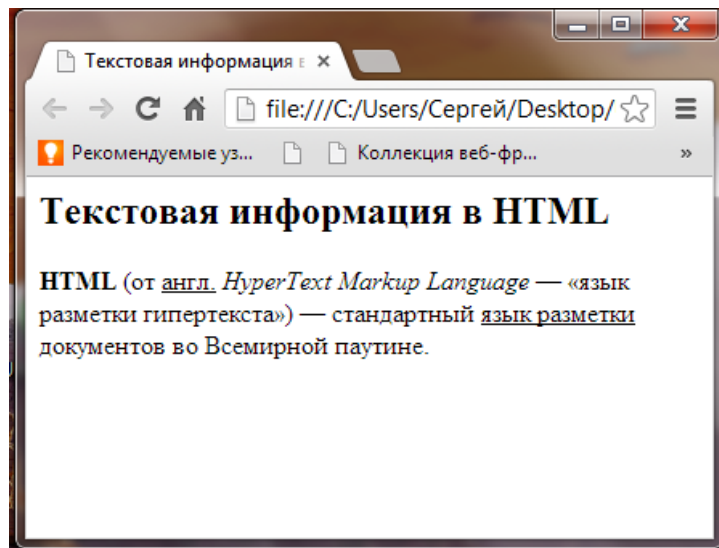 Текстовая информация в
file:///C:/Users/Сергей/Desktop/
Рекомендуемые уз... Коллекция веб-фр... »
Текстовая информация в HTML
HTML (от англ. HyperText Markup Language — «язык
разметки гипертекста») — стандартный язык разметки
документов во Всемирной паутине.